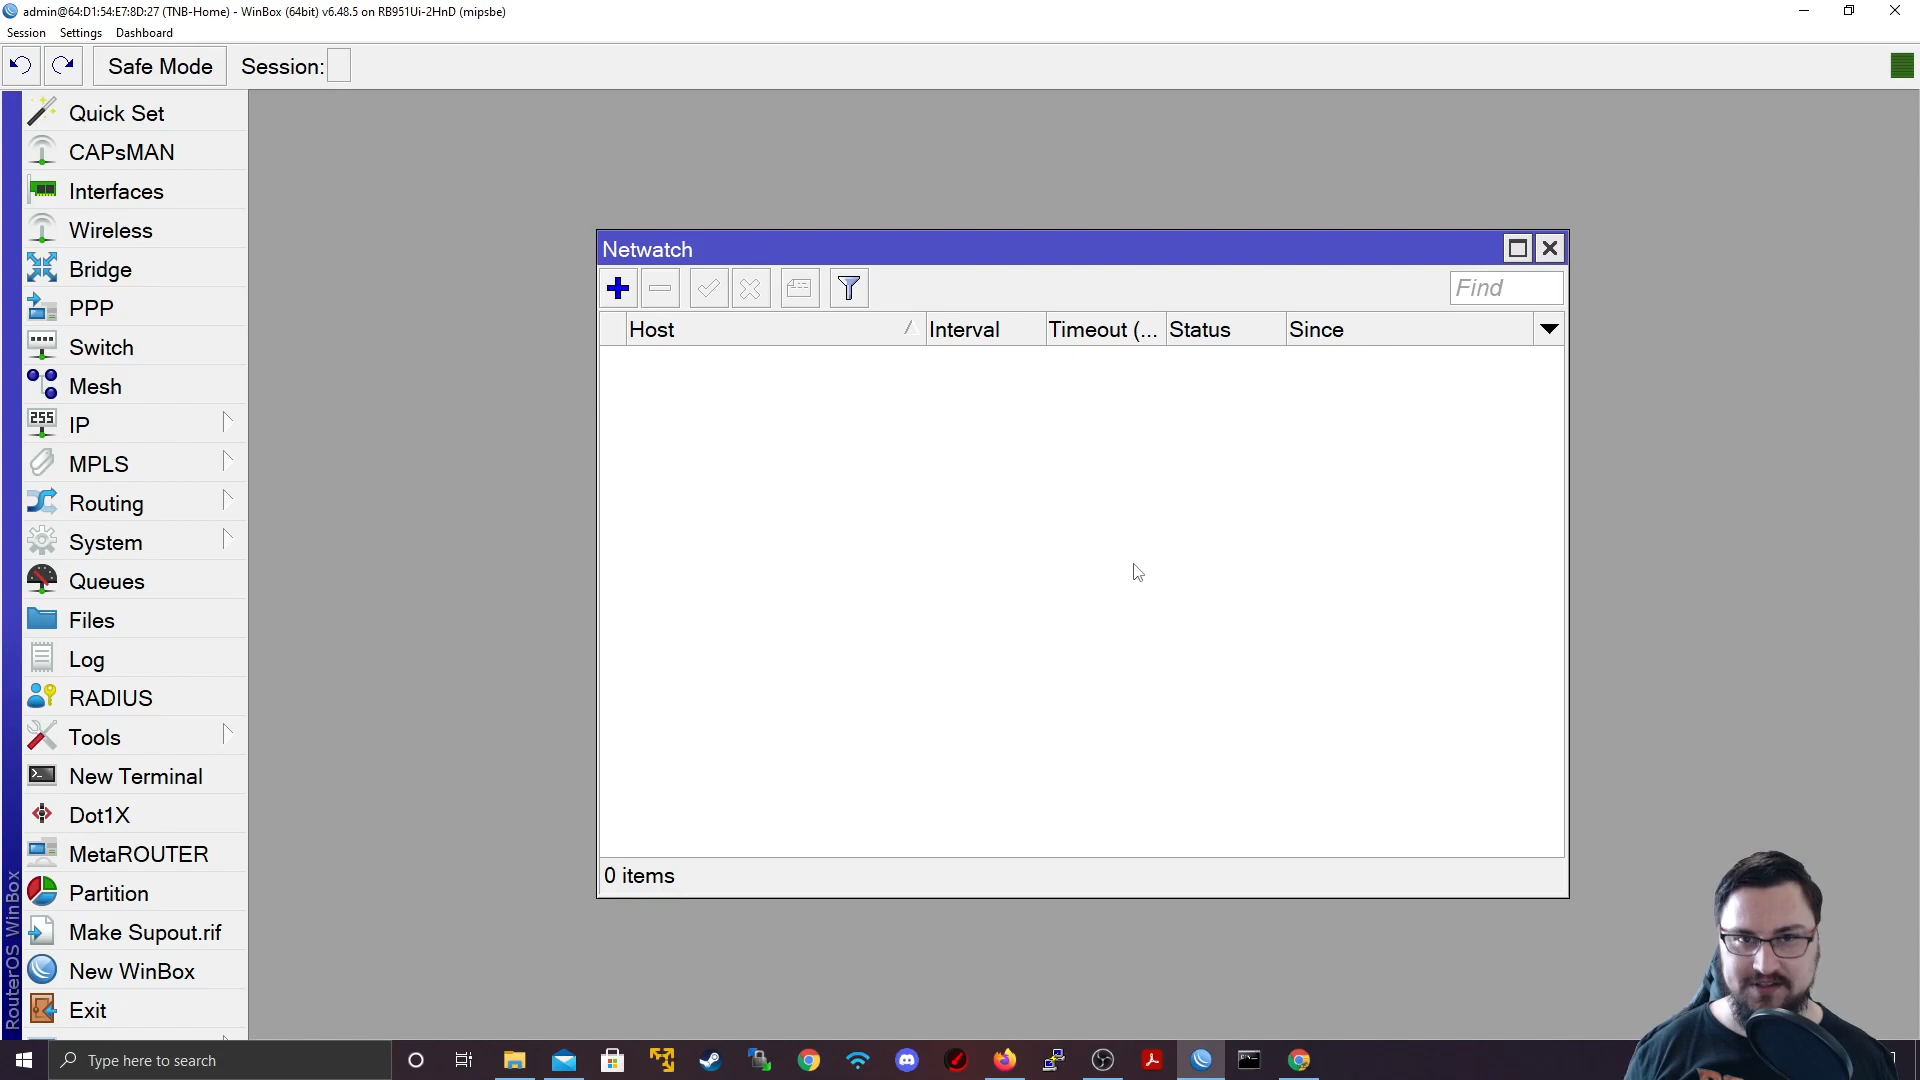 admin@64:D1:54:E7:8D:27 (TNB-Home) - WinBox (64bit) v6.48.5 on RB951Ui-2HnD (mipsbe)
Session Settings Dashboard
Safe Mode Session:
Quick Set
CAPsMAN
Interfaces
Wireless
Bridge
PPP
Switch
Mesh
255 IP
MPLS
Routing
System
Queues
Files
Log
RADIUS
Tools
New Terminal
Dot1X
MetaROUTER
Partition
Make Supout.rif
New WinBox
Exit
RouterOS WinBox
Netwatch
Find
Host Interval Timeout (... Status Since
0 items
Type here to search